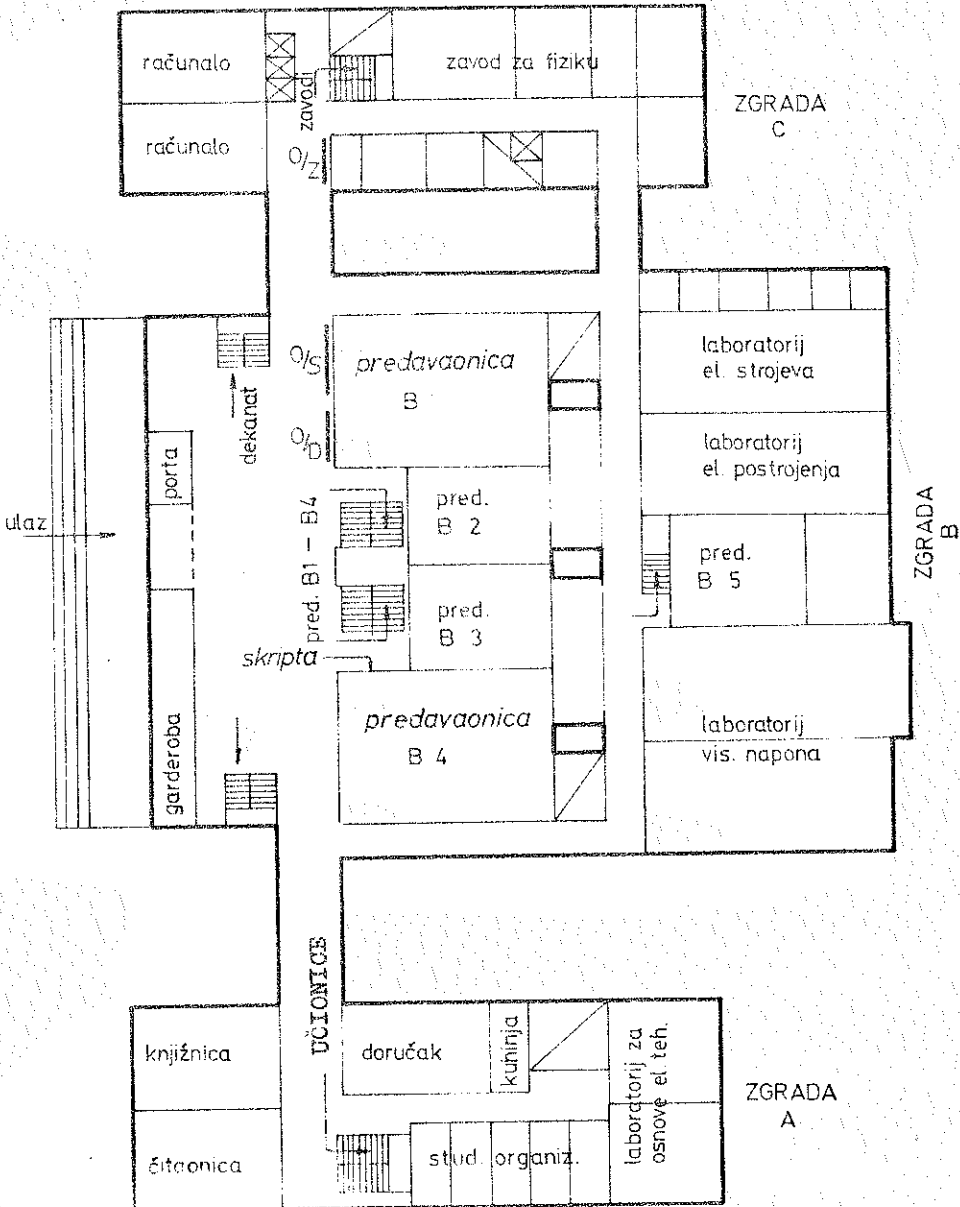 računalo
zavod za fiziku
zavodi
ZGRADA
C
računalo
O/Z
laboratorij
el. strojeva
O/S
predavaonica
B
dekanat
porta
O/D
laboratorij
el. postrojenja
ulaz
pred.
B 2
pred. B1 - B4
ZGRADA
B
pred.
B 5
pred.
B 3
skripta
garderoba
predavaonica
B 4
laboratorij
vis. napona
UČIONICE
knjižnica
doručak
kuhinja
laboratorij za
osnove el. teh.
ZGRADA
A
čitaonica
stud. organiz.